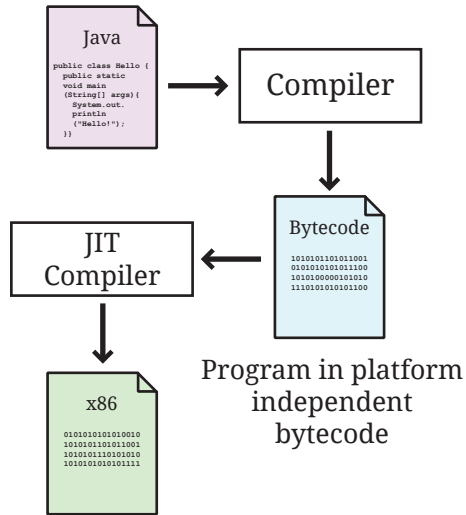 Java
public class Hello {
public static
void main
(String[] args){
System.out.
println
("Hello!");
}}
Compiler
Bytecode
1010101101011001
0101010101011100
1010100000101010
1110101010101100
JIT
Compiler
Program in platform
independent
bytecode
x86
0101010101010010
1010101101011001
1010101110101010
1010101010101111